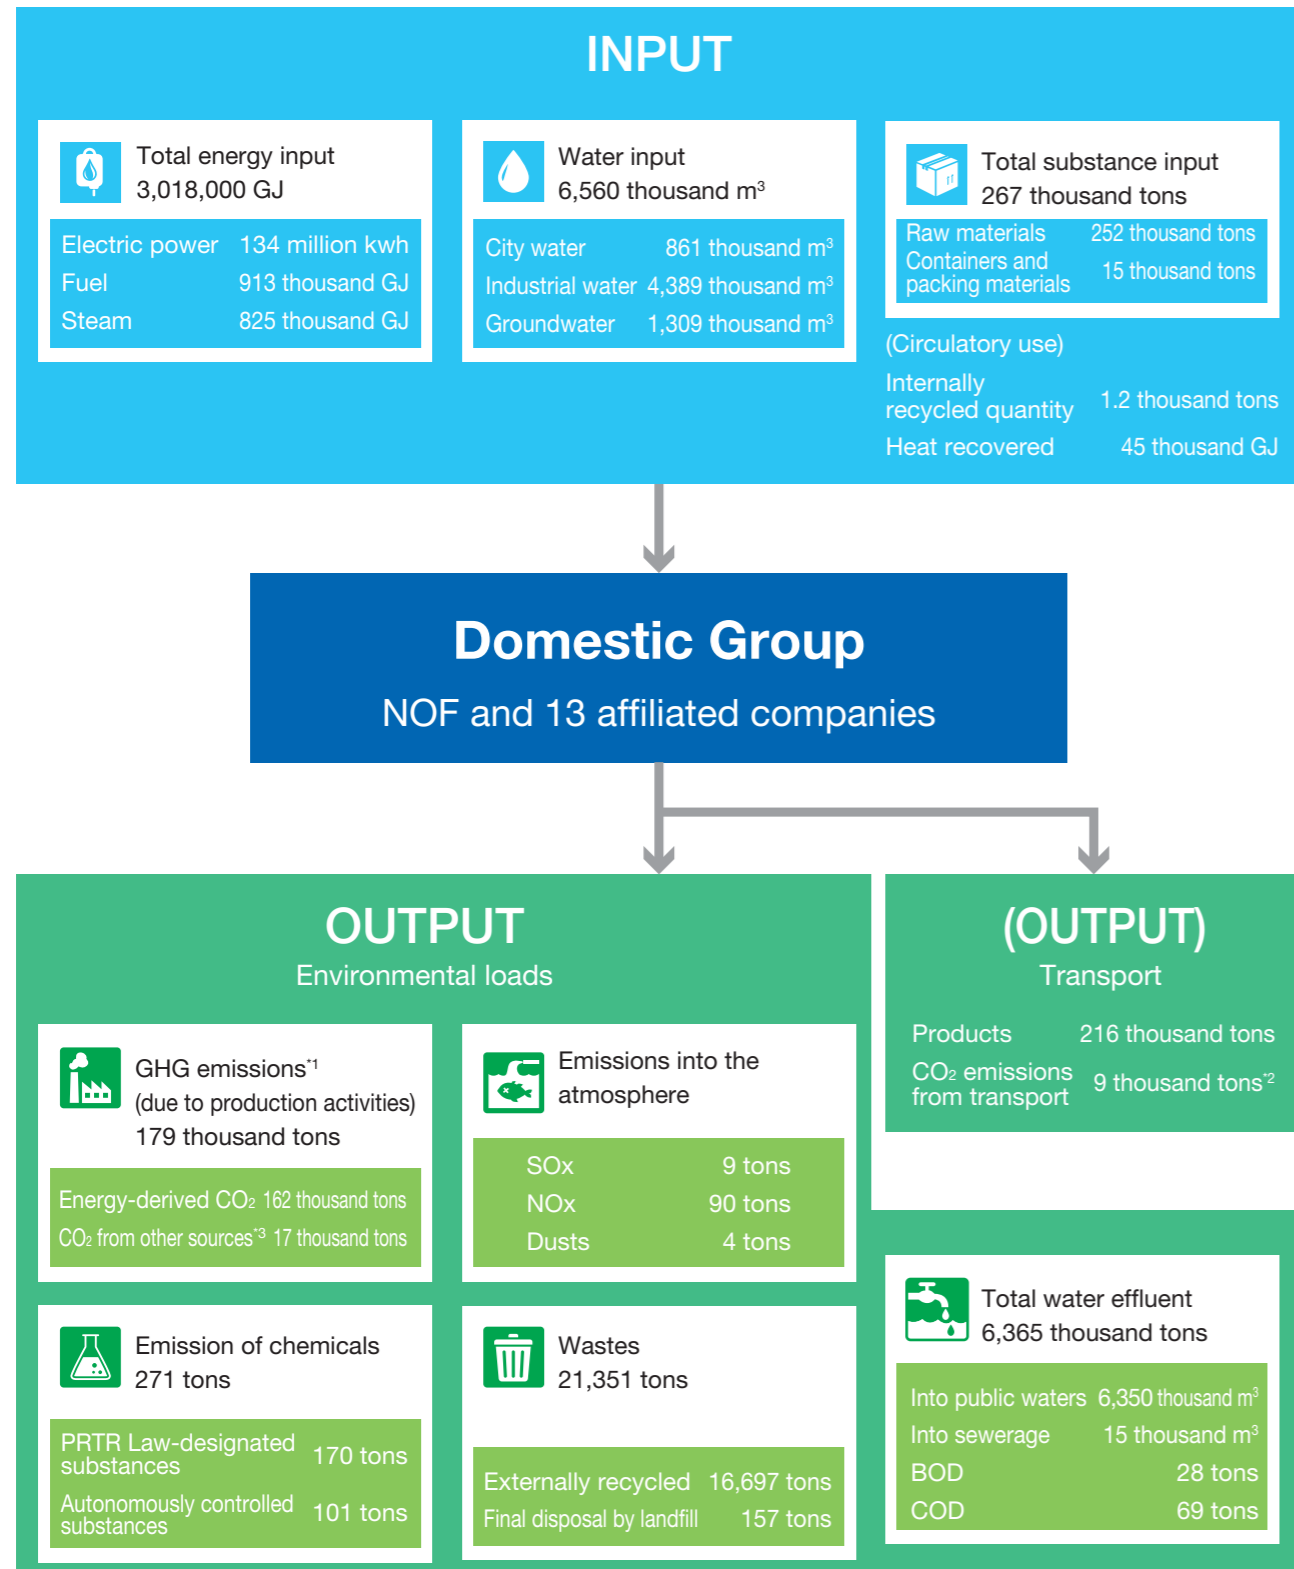 INPUT
Total energy input
3,018,000 GJ
Electric power 134 million kwh
Fuel 913 thousand GJ
Steam 825 thousand GJ
Water input
6,560 thousand m³
City water 861 thousand m³
Industrial water 4,389 thousand m³
Groundwater 1,309 thousand m³
Total substance input
267 thousand tons
Raw materials 252 thousand tons
Containers and
packing materials 15 thousand tons
(Circulatory use)
Internally
recycled quantity 1.2 thousand tons
Heat recovered 45 thousand GJ
Domestic Group
NOF and 13 affiliated companies
OUTPUT
Environmental loads
GHG emissions*1
(due to production activities)
179 thousand tons
Energy-derived CO₂ 162 thousand tons
CO₂ from other sources*3 17 thousand tons
Emissions into the
atmosphere
SOx 9 tons
NOx 90 tons
Dusts 4 tons
(OUTPUT)
Transport
Products 216 thousand tons
CO₂ emissions
from transport 9 thousand tons*2
Emission of chemicals
271 tons
PRTR Law-designated
substances 170 tons
Autonomously controlled
substances 101 tons
Wastes
21,351 tons
Externally recycled 16,697 tons
Final disposal by landfill 157 tons
Total water effluent
6,365 thousand tons
Into public waters 6,350 thousand m³
Into sewerage 15 thousand m³
BOD 28 tons
COD 69 tons